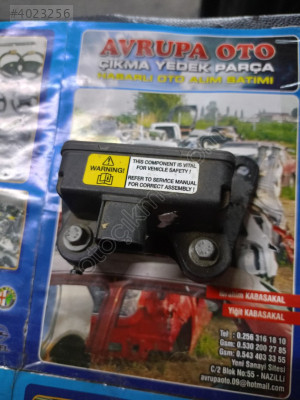 #4023256
AVRUPA OTO
ÇIKMA YEDEK PARÇA
HASARLI OTO ALIM SATIMI
WARNING!
THIS COMPONENT IS VITAL
FOR VEHICLE SAFETY !
REFER TO SERVICE MANUAL
FOR CORRECT ASSEMBLY !
KABASAKAL
Yiğit KABASAKAL
Tel : 0.256 316 18 10
Gsm: 0.530 200 27 65
Gsm: 0.543 403 33 55
Yeni Sanayi Sitesi
C/2 Blok No:55 - NAZİLLİ
avrupaoto.09@hotmail.com